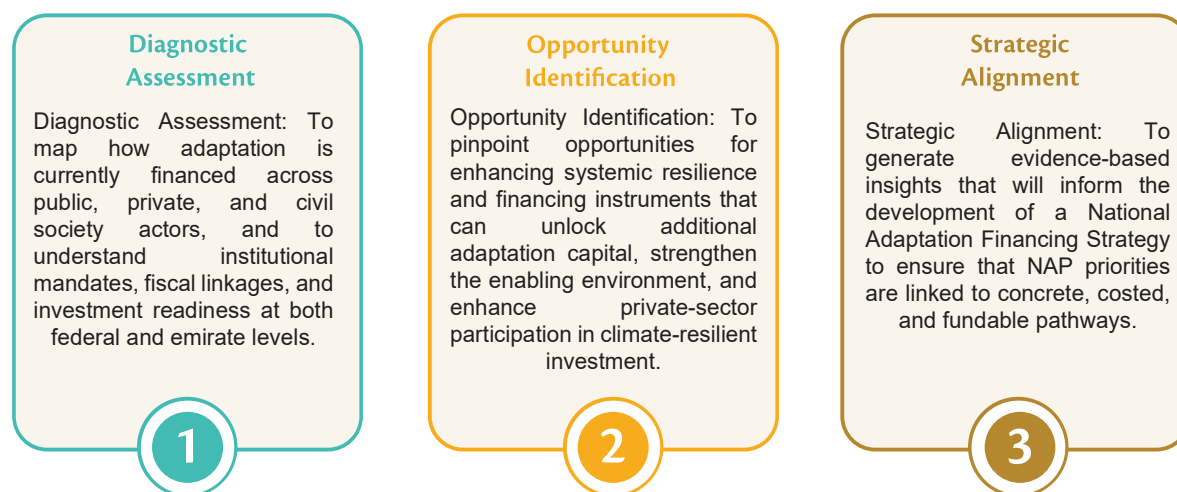 Diagnostic
Assessment
Diagnostic Assessment: To
map how adaptation is
currently financed across
public, private, and civil
society actors, and to
understand institutional
mandates, fiscal linkages, and
investment readiness at both
federal and emirate levels.
1
Opportunity
Identification
Opportunity Identification: To
pinpoint opportunities for
enhancing systemic resilience
and financing instruments that
can unlock additional
adaptation capital, strengthen
the enabling environment, and
enhance private-sector
participation in climate-resilient
investment.
2
Strategic
Alignment
Strategic Alignment: To
generate evidence-based
insights that will inform the
development of a National
Adaptation Financing Strategy
to ensure that NAP priorities
are linked to concrete, costed,
and fundable pathways.
3